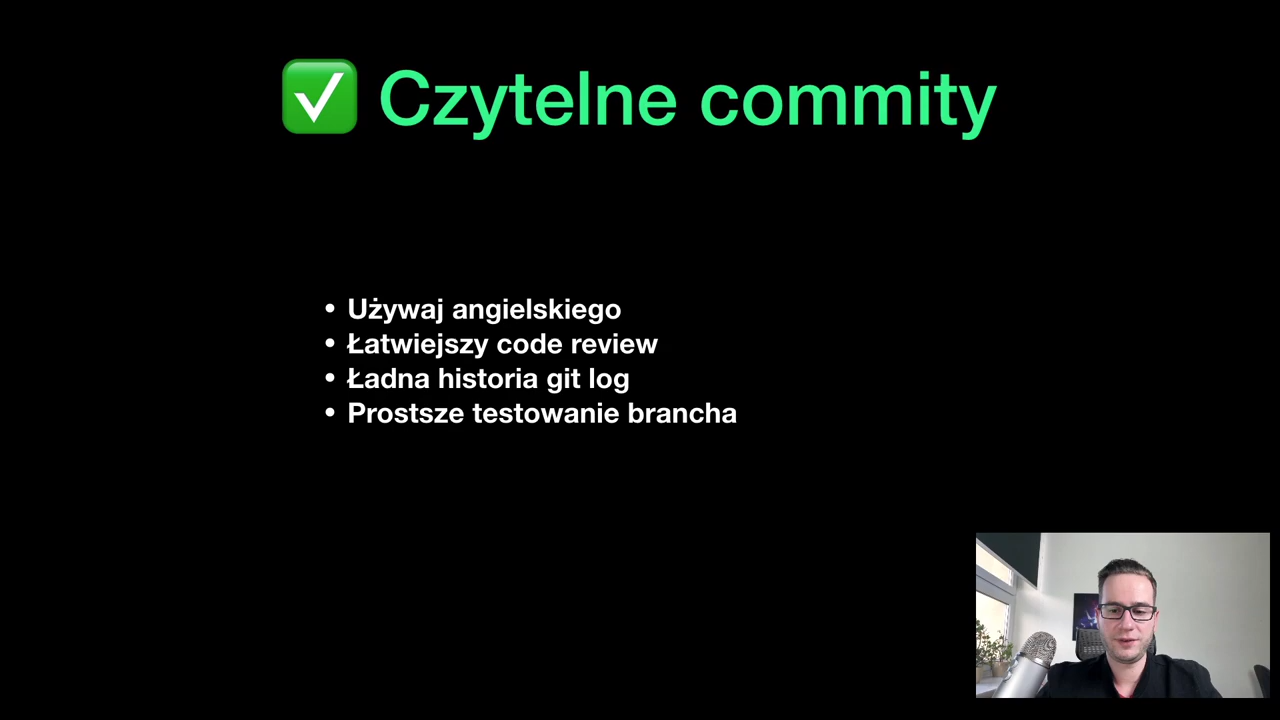 ✅ Czytelne commity
• Używaj angielskiego
• Łatwiejszy code review
• Ładna historia git log
• Prostsze testowanie brancha